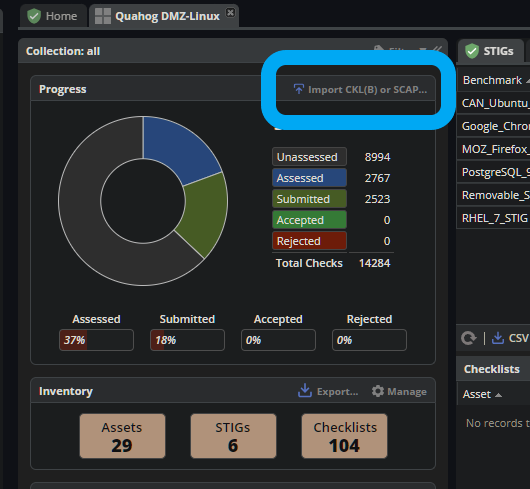 Home
Quahog DMZ-Linux
Collection: all
Progress
Import CKL(B) or SCAP...
Unassessed 8994
Assessed 2767
Submitted 2523
Accepted 0
Rejected 0
Total Checks 14284
Assessed Submitted Accepted Rejected
37% 18% 0% 0%
Inventory
Export... Manage
Assets STIGs Checklists
29 6 104
STIGs
Benchmark
CAN_Ubuntu_
Google_Chro
MOZ_Firefox_
PostgreSQL_9
Removable_S
RHEL_7_STIG
CSV
Checklists
Asset
No records t